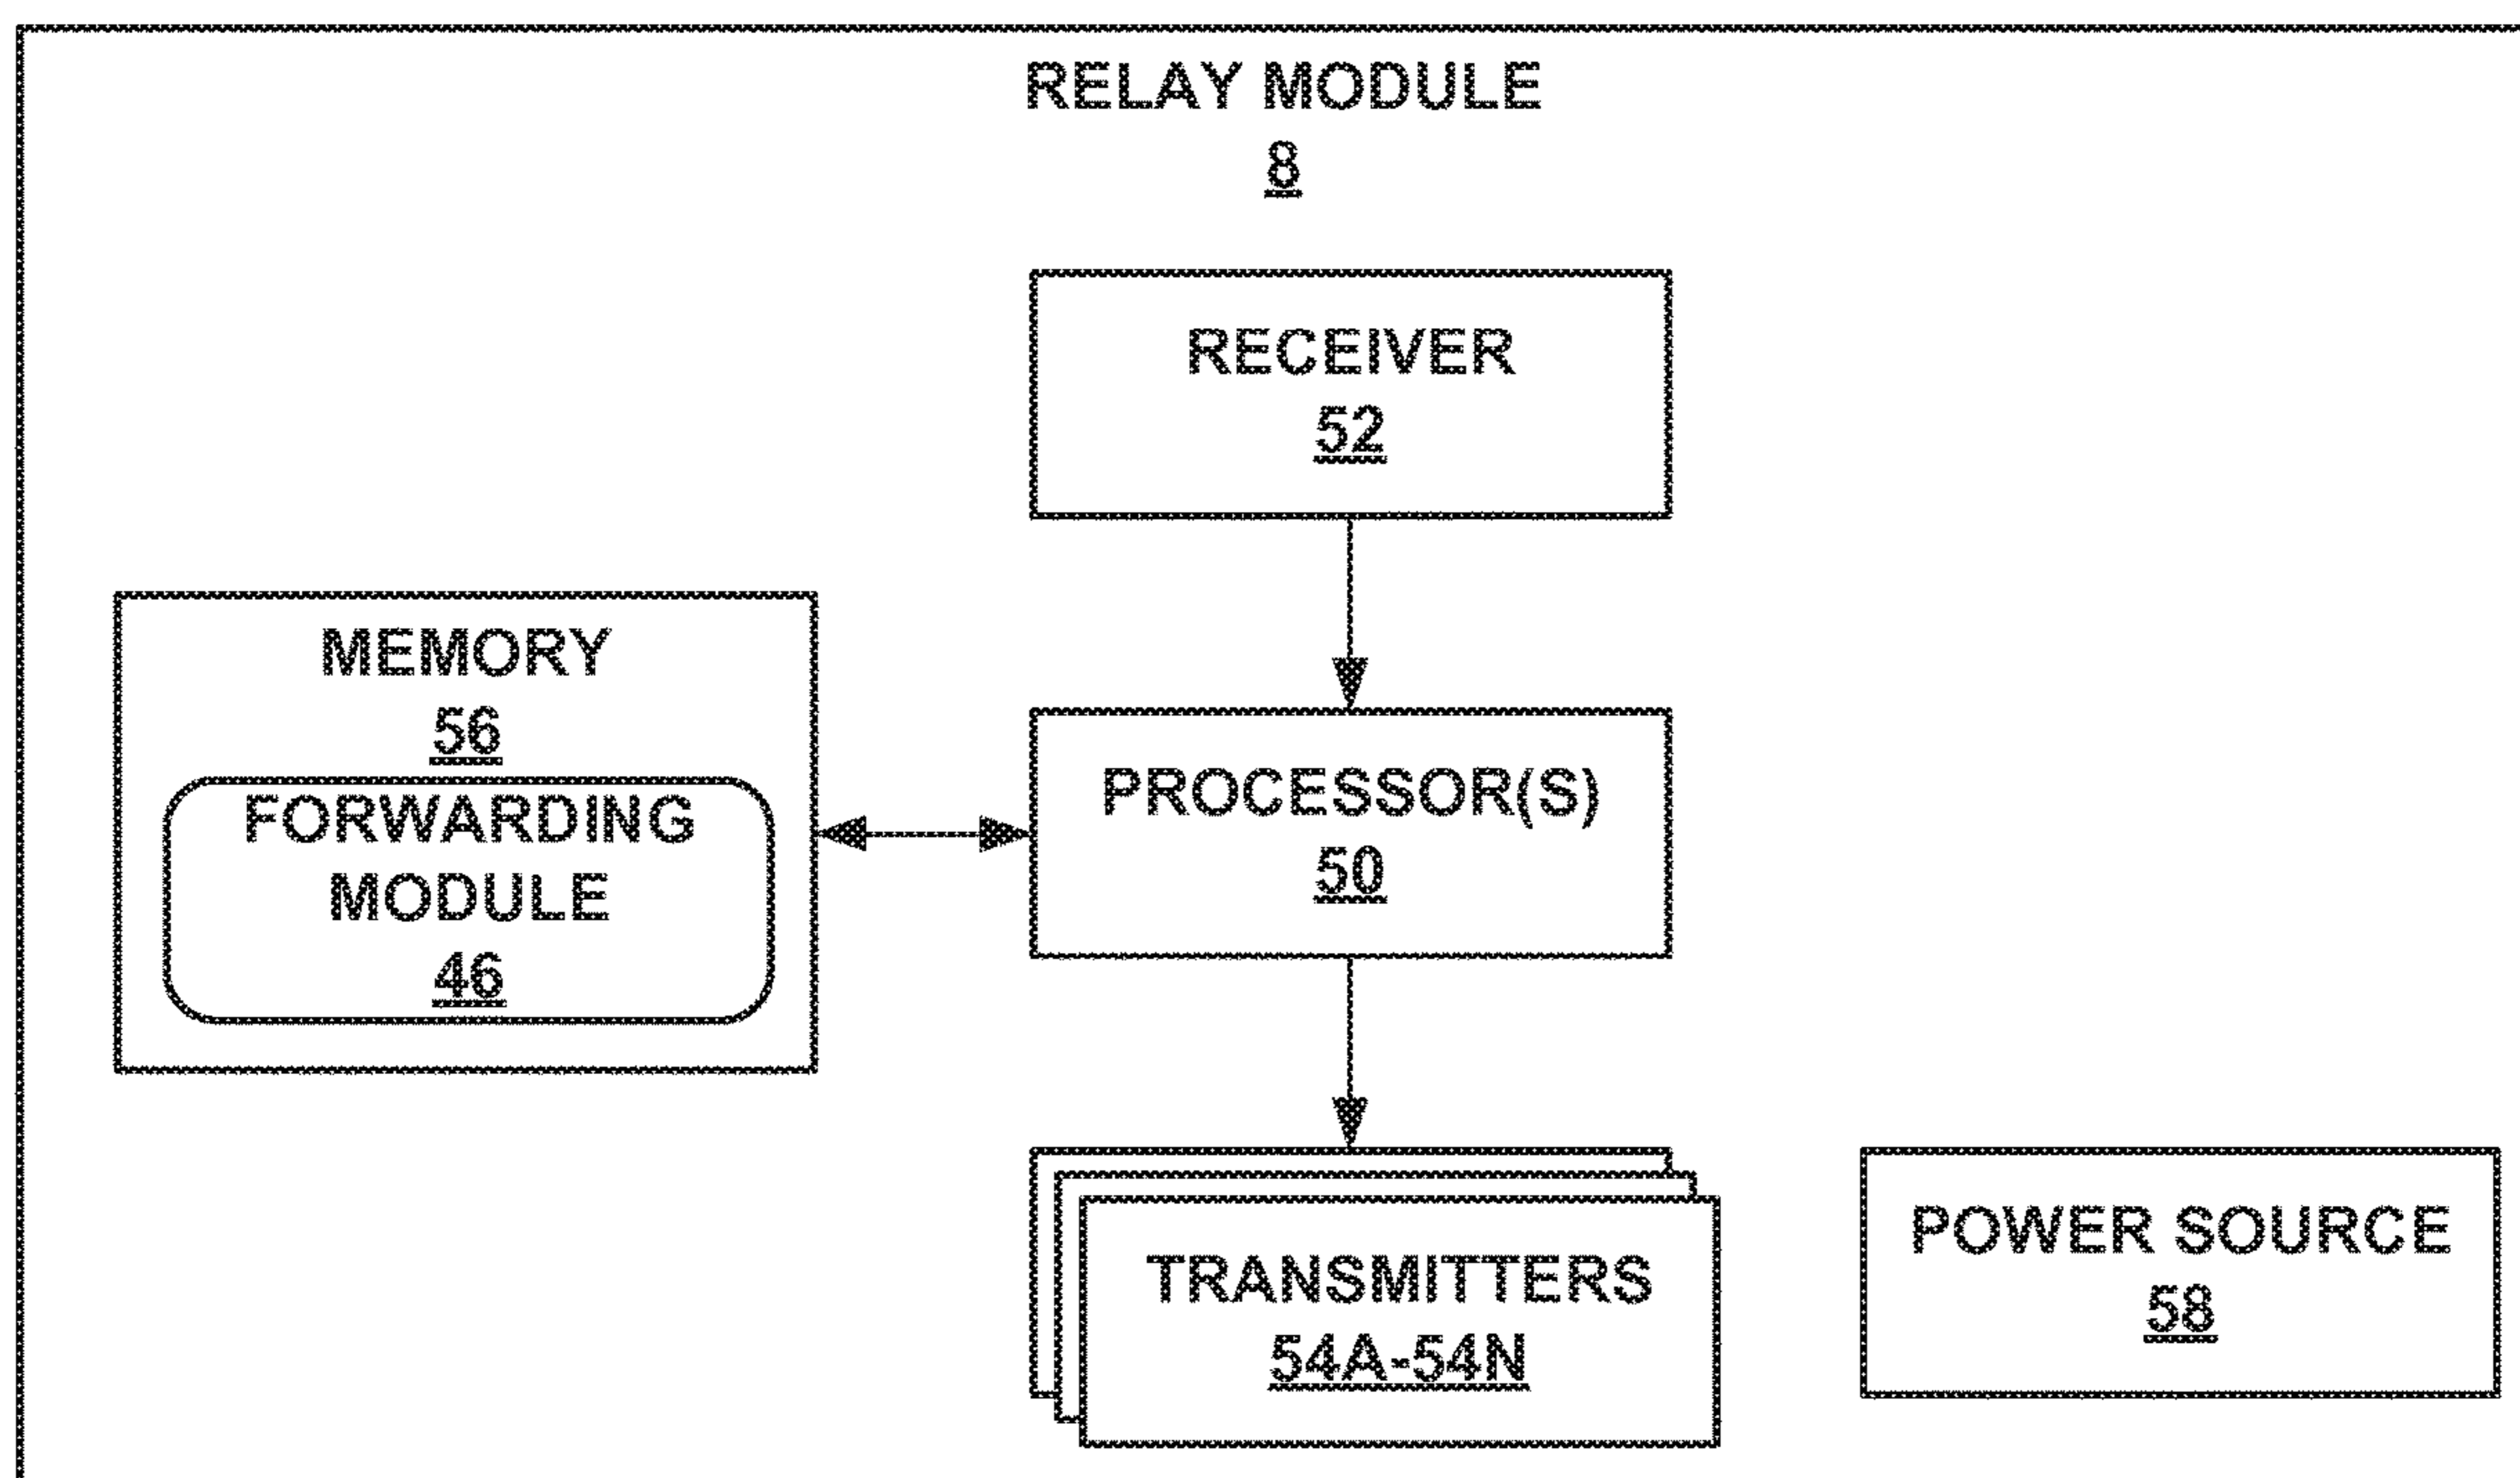 RELAY MODULE
8
RECEIVER
52
MEMORY
56
FORWARDING
MODULE
46
PROCESSOR(S)
50
TRANSMITTERS
54A-54N
POWER SOURCE
58